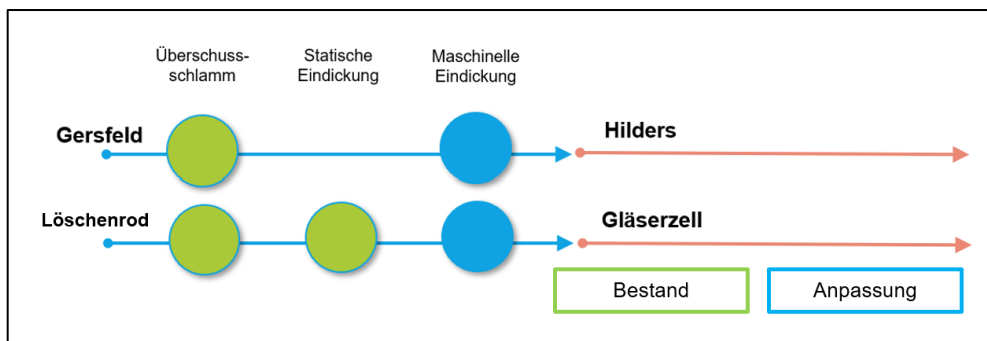 Überschuss-
schlamm
Statische
Eindickung
Maschinelle
Eindickung
Gersfeld
Hilders
Löschenrod
Gläserzell
Bestand
Anpassung